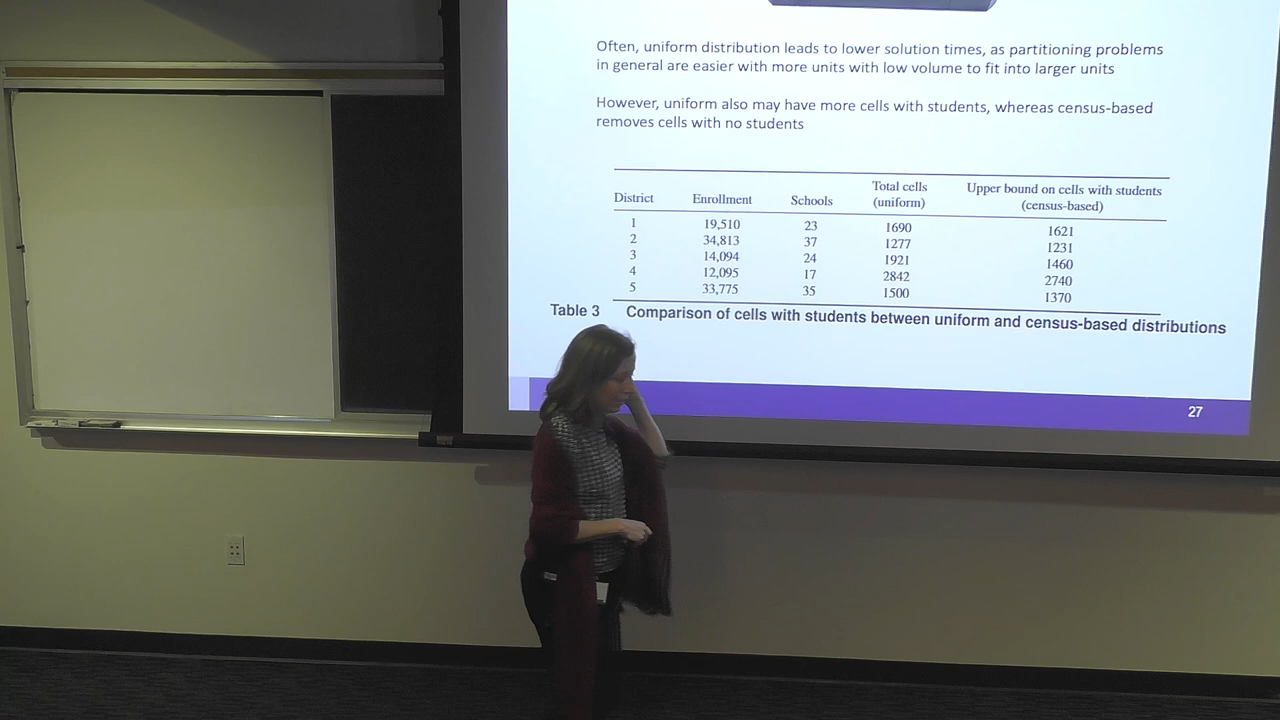 Often, uniform distribution leads to lower solution times, as partitioning problems
in general are easier with more units with low volume to fit into larger units
However, uniform also may have more cells with students, whereas census-based
removes cells with no students
District Enrollment Schools Total cells (uniform) Upper bound on cells with students (census-based)
1 19,510 23 1690 1621
2 34,813 37 1277 1231
3 14,094 24 1921 1460
4 12,095 17 2842 2740
5 33,775 35 1500 1370
Table 3 Comparison of cells with students between uniform and census-based distributions
27